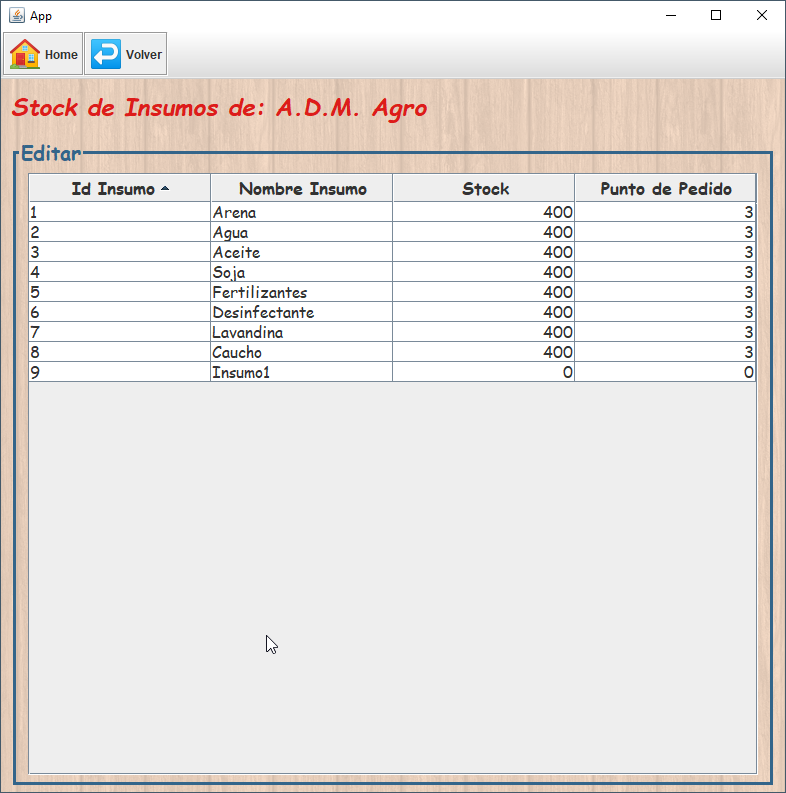 App
Home Volver
Stock de Insumos de: A.D.M. Agro
Editar
Id Insumo Nombre Insumo Stock Punto de Pedido
1 Arena 400 3
2 Agua 400 3
3 Aceite 400 3
4 Soja 400 3
5 Fertilizantes 400 3
6 Desinfectante 400 3
7 Lavandina 400 3
8 Caucho 400 3
9 Insumo1 0 0